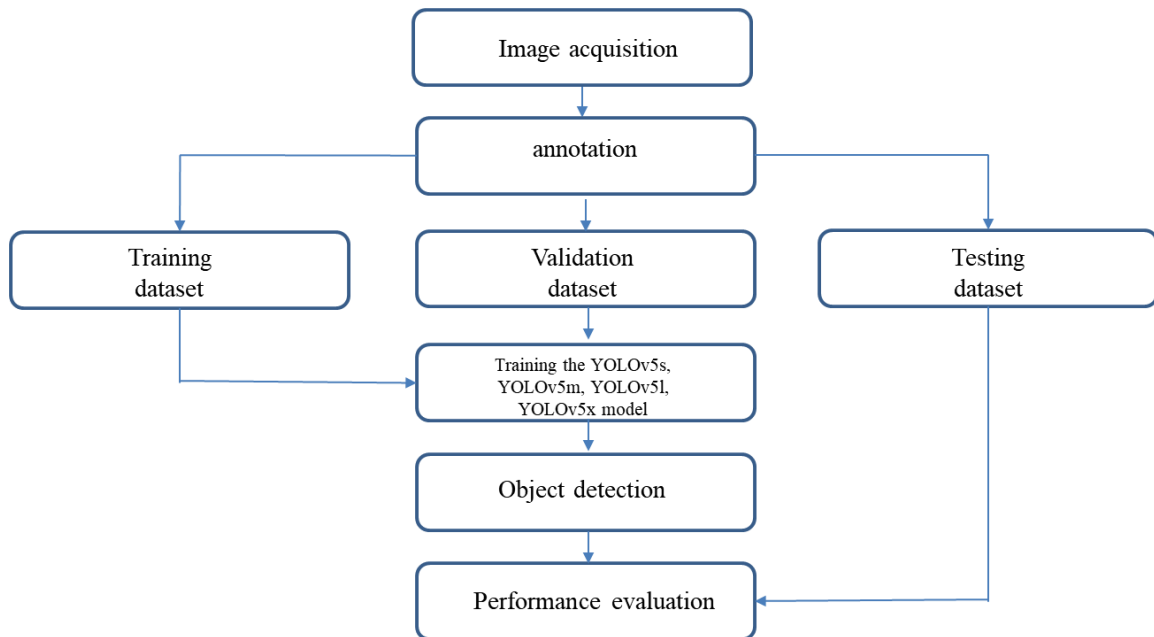 Image acquisition
annotation
Training
dataset
Validation
dataset
Testing
dataset
Training the YOLOv5s,
YOLOv5m, YOLOv5l,
YOLOv5x model
Object detection
Performance evaluation